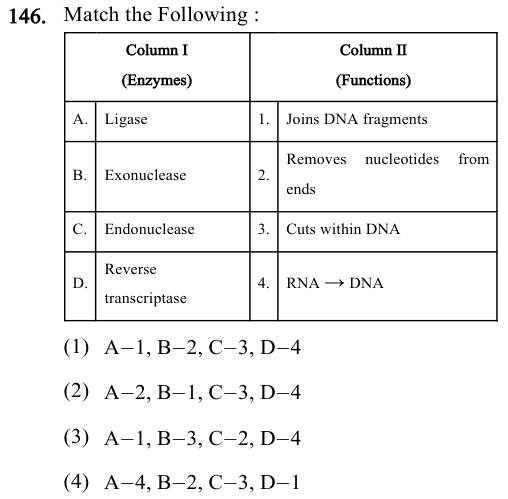 146. Match the Following :
Column I Column II
(Enzymes) (Functions)
A. Ligase 1. Joins DNA fragments
B. Exonuclease 2. Removes nucleotides from
ends
C. Endonuclease 3. Cuts within DNA
D. Reverse
transcriptase 4. RNA → DNA
(1) A–1, B–2, C–3, D–4
(2) A–2, B–1, C–3, D–4
(3) A–1, B–3, C–2, D–4
(4) A–4, B–2, C–3, D–1